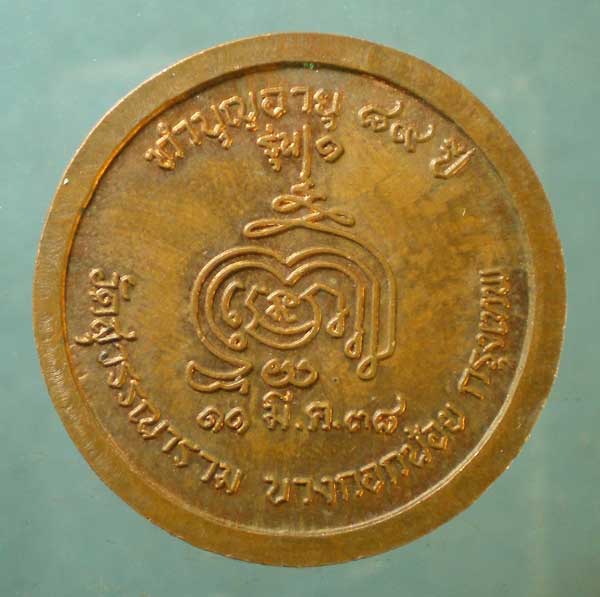 ทำบุญอายุ ๘๙ ปี
รุ่น ๑
๑๑ มี.ค.๓๘
วัดสุวรรณาราม บางกอกน้อย กรุงเทพ